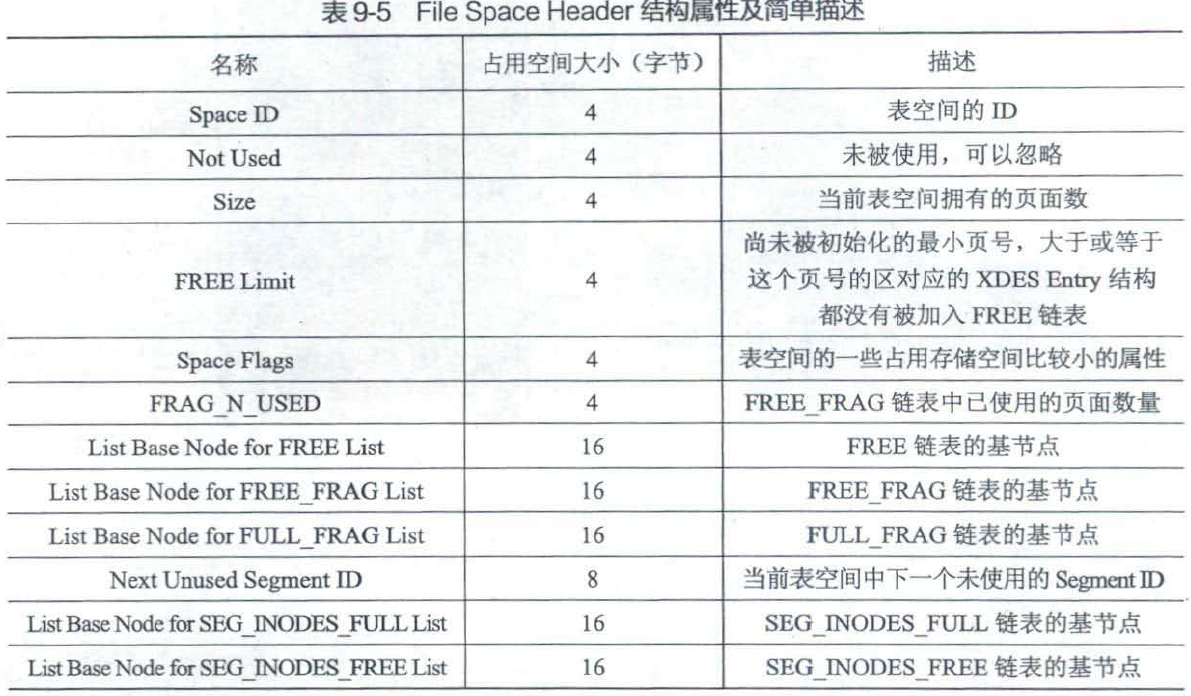 表9-5 File Space Header 结构属性及简单描述
名称 占用空间大小（字节） 描述
Space ID 4 表空间的 ID
Not Used 4 未被使用，可以忽略
Size 4 当前表空间拥有的页面数
FREE Limit 4 尚未被初始化的最小页号，大于或等于
这个页号的区对应的 XDES Entry 结构
都没有被加入 FREE 链表
Space Flags 4 表空间的一些占用存储空间比较小的属性
FRAG_N_USED 4 FREE_FRAG 链表中已使用的页面数量
List Base Node for FREE List 16 FREE 链表的基节点
List Base Node for FREE_FRAG List 16 FREE_FRAG 链表的基节点
List Base Node for FULL_FRAG List 16 FULL_FRAG 链表的基节点
Next Unused Segment ID 8 当前表空间中下一个未使用的 Segment ID
List Base Node for SEG_INODES_FULL List 16 SEG_INODES_FULL 链表的基节点
List Base Node for SEG_INODES_FREE List 16 SEG_INODES_FREE 链表的基节点